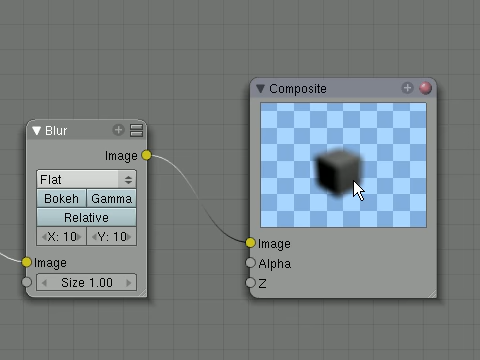 Blur
Image
Flat
Bokeh Gamma
Relative
X: 10 Y: 10
Image
Size 1.00
Composite
Image
Alpha
Z